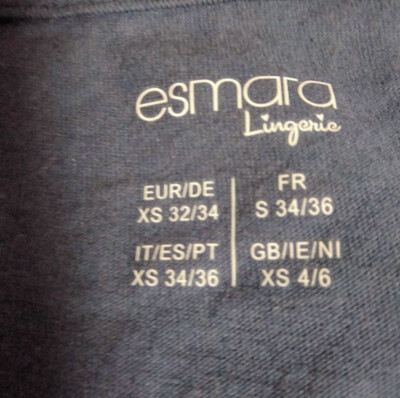 esmara
Lingerie
EUR/DE
XS 32/34
FR
S 34/36
IT/ES/PT
XS 34/36
GB/IE/NI
XS 4/6